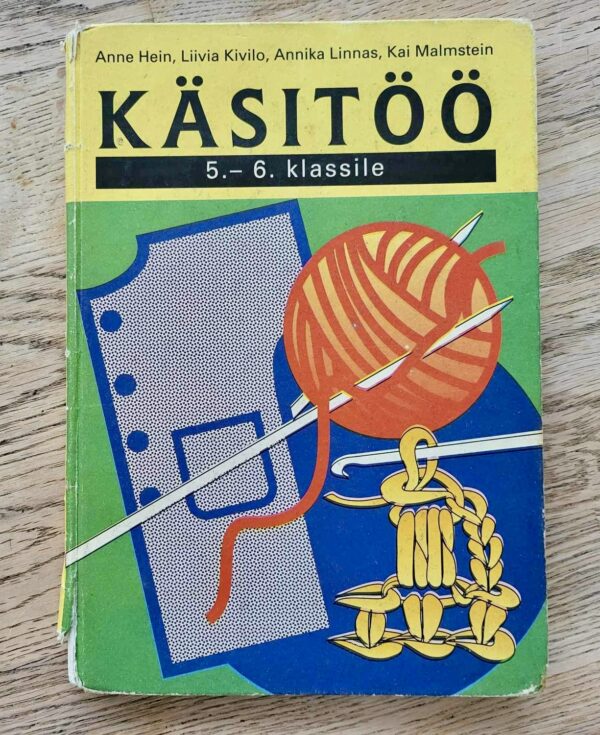 Anne Hein, Liivia Kivilo, Annika Linnas, Kai Malmstein
KÄSITÖÖ
5.– 6. klassile